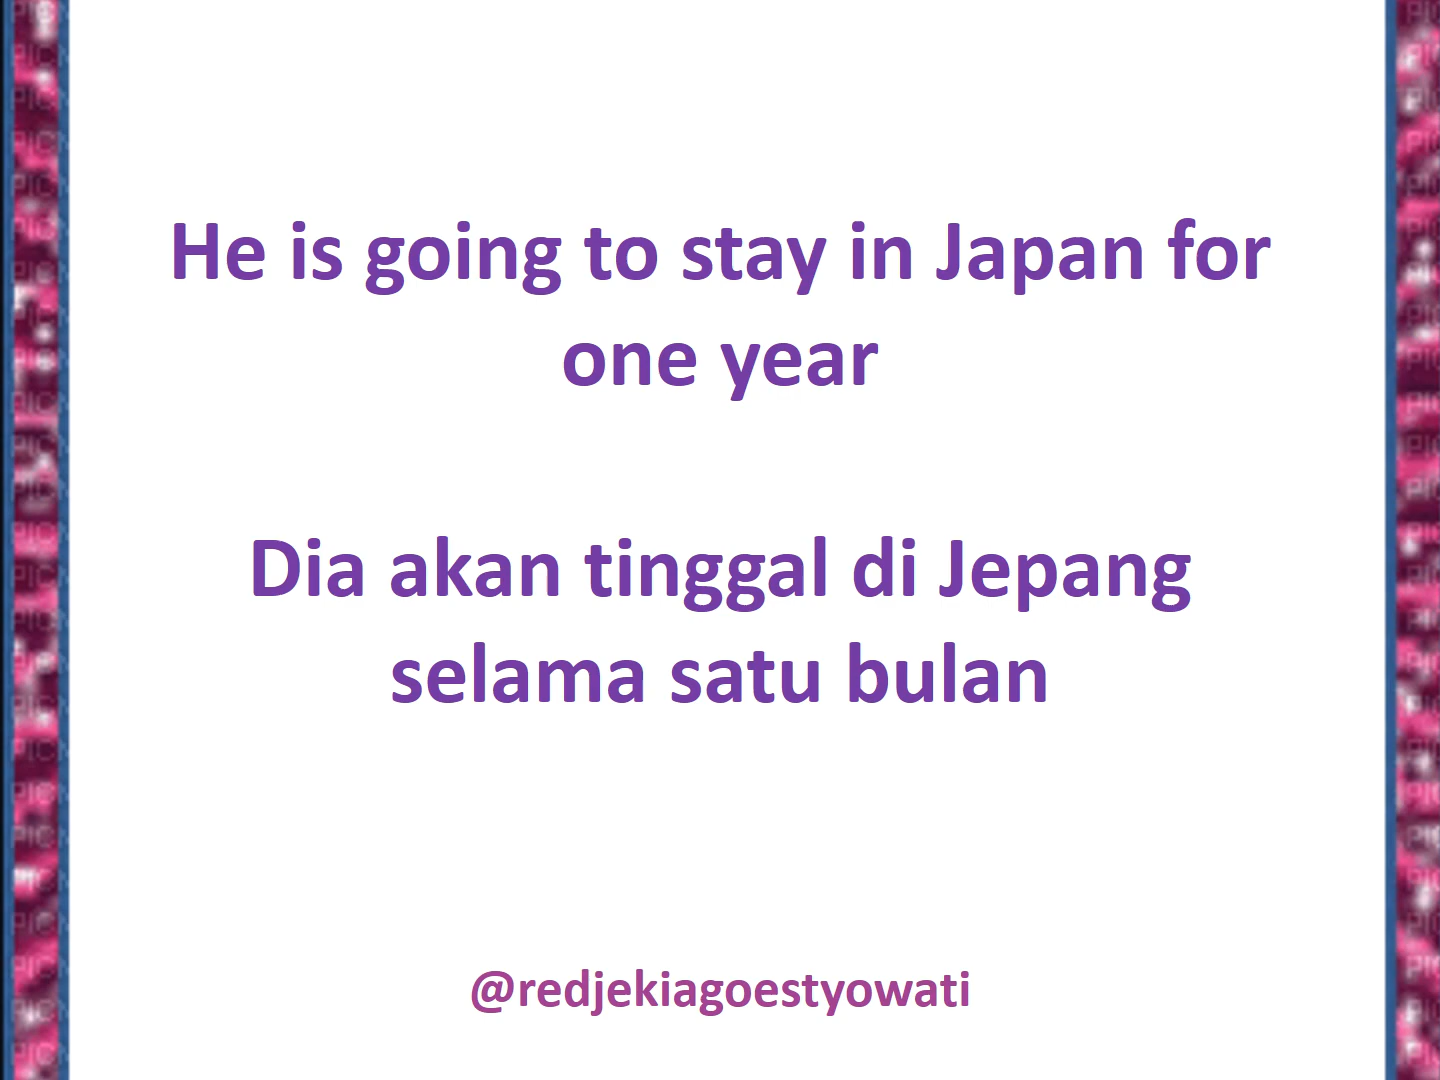 He is going to stay in Japan for
one year
Dia akan tinggal di Jepang
selama satu bulan
@redjekiagoestyowati